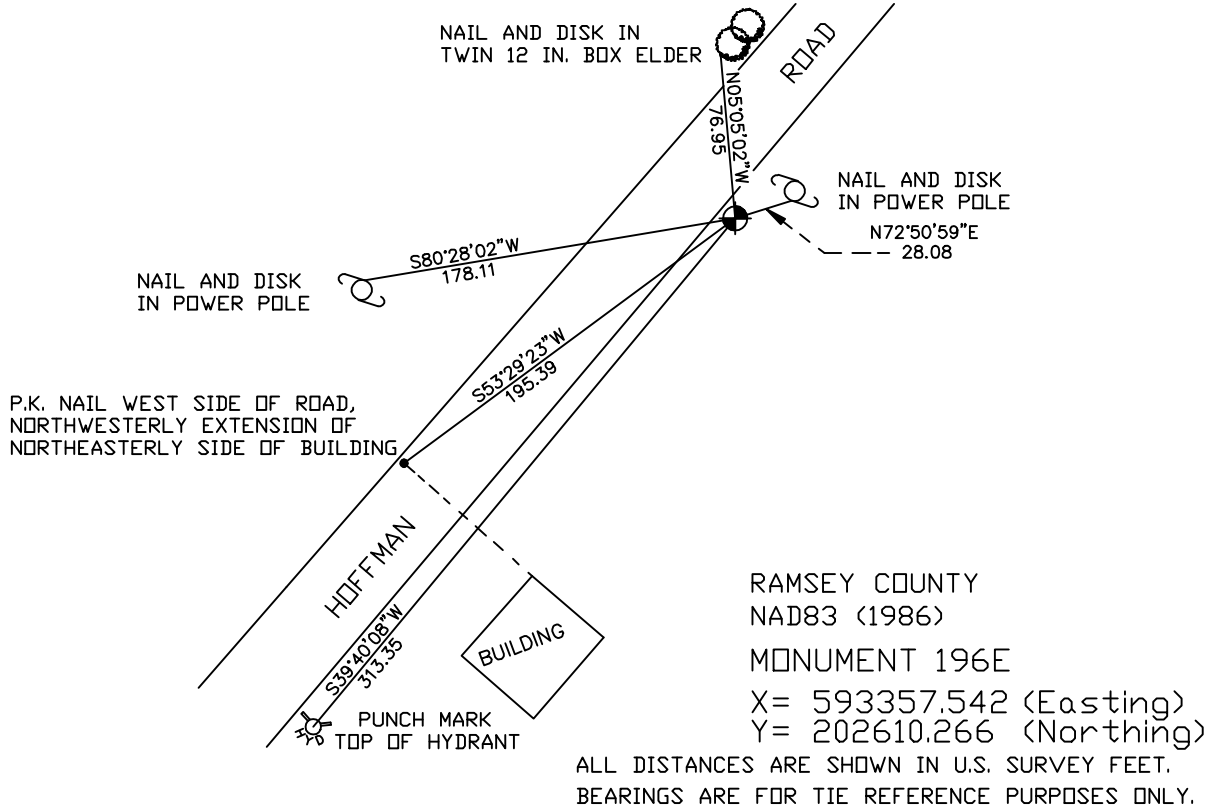 NAIL AND DISK IN
TWIN 12 IN. BOX ELDER
ROAD
N05°05'02"W
76.95
NAIL AND DISK
IN POWER POLE
N72°50'59"E
28.08
S80°28'02"W
178.11
NAIL AND DISK
IN POWER POLE
S53°29'23"W
195.39
P.K. NAIL WEST SIDE OF ROAD,
NORTHWESTERLY EXTENSION OF
NORTHEASTERLY SIDE OF BUILDING
HOFFMAN
S39°40'08"W
313.35
BUILDING
HYD
PUNCH MARK
TOP OF HYDRANT
RAMSEY COUNTY
NAD83 (1986)
MONUMENT 196E
X= 593357.542 (Easting)
Y= 202610.266 (Northing)
ALL DISTANCES ARE SHOWN IN U.S. SURVEY FEET.
BEARINGS ARE FOR TIE REFERENCE PURPOSES ONLY.